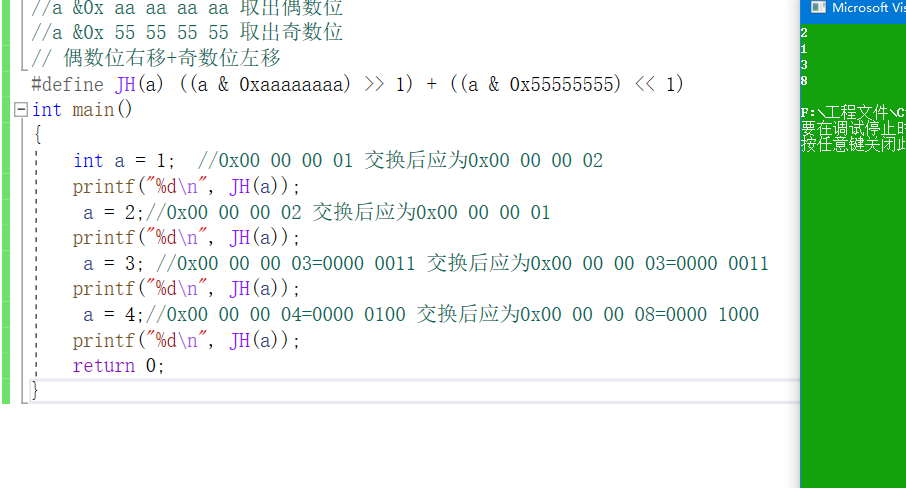 //a &0x aa aa aa aa 取出偶数位
//a &0x 55 55 55 55 取出奇数位
// 偶数位右移+奇数位左移
#define JH(a) ((a & 0xaaaaaaaa) >> 1) + ((a & 0x55555555) << 1)
int main()
{
int a = 1;  //0x00 00 00 01 交换后应为0x00 00 00 02
printf("%d\n", JH(a));
a = 2;//0x00 00 00 02 交换后应为0x00 00 00 01
printf("%d\n", JH(a));
a = 3; //0x00 00 00 03=0000 0011 交换后应为0x00 00 00 03=0000 0011
printf("%d\n", JH(a));
a = 4;//0x00 00 00 04=0000 0100 交换后应为0x00 00 00 08=0000 1000
printf("%d\n", JH(a));
return 0;
}
Microsoft Vis
2
1
3
8
F:\工程文件\C
要在调试停止时
按任意键关闭此